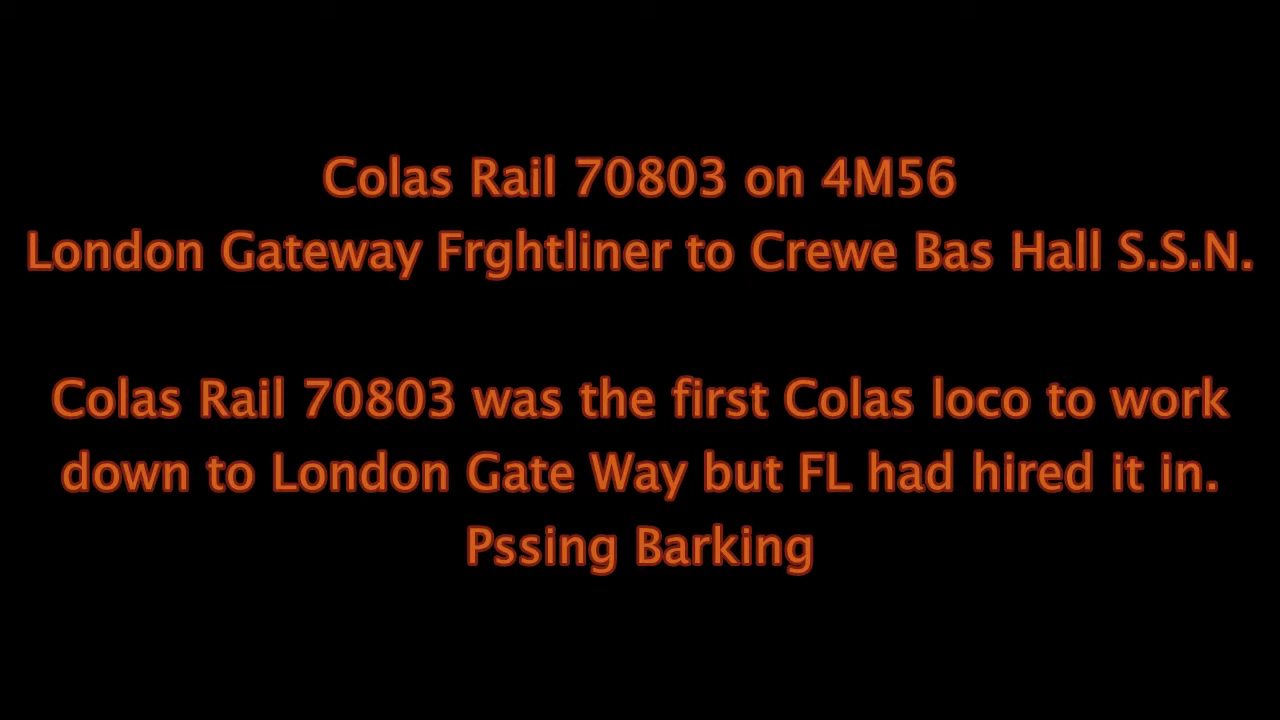 Colas Rail 70803 on 4M56
London Gateway Frghtliner to Crewe Bas Hall S.S.N.
Colas Rail 70803 was the first Colas loco to work
down to London Gate Way but FL had hired it in.
Pssing Barking